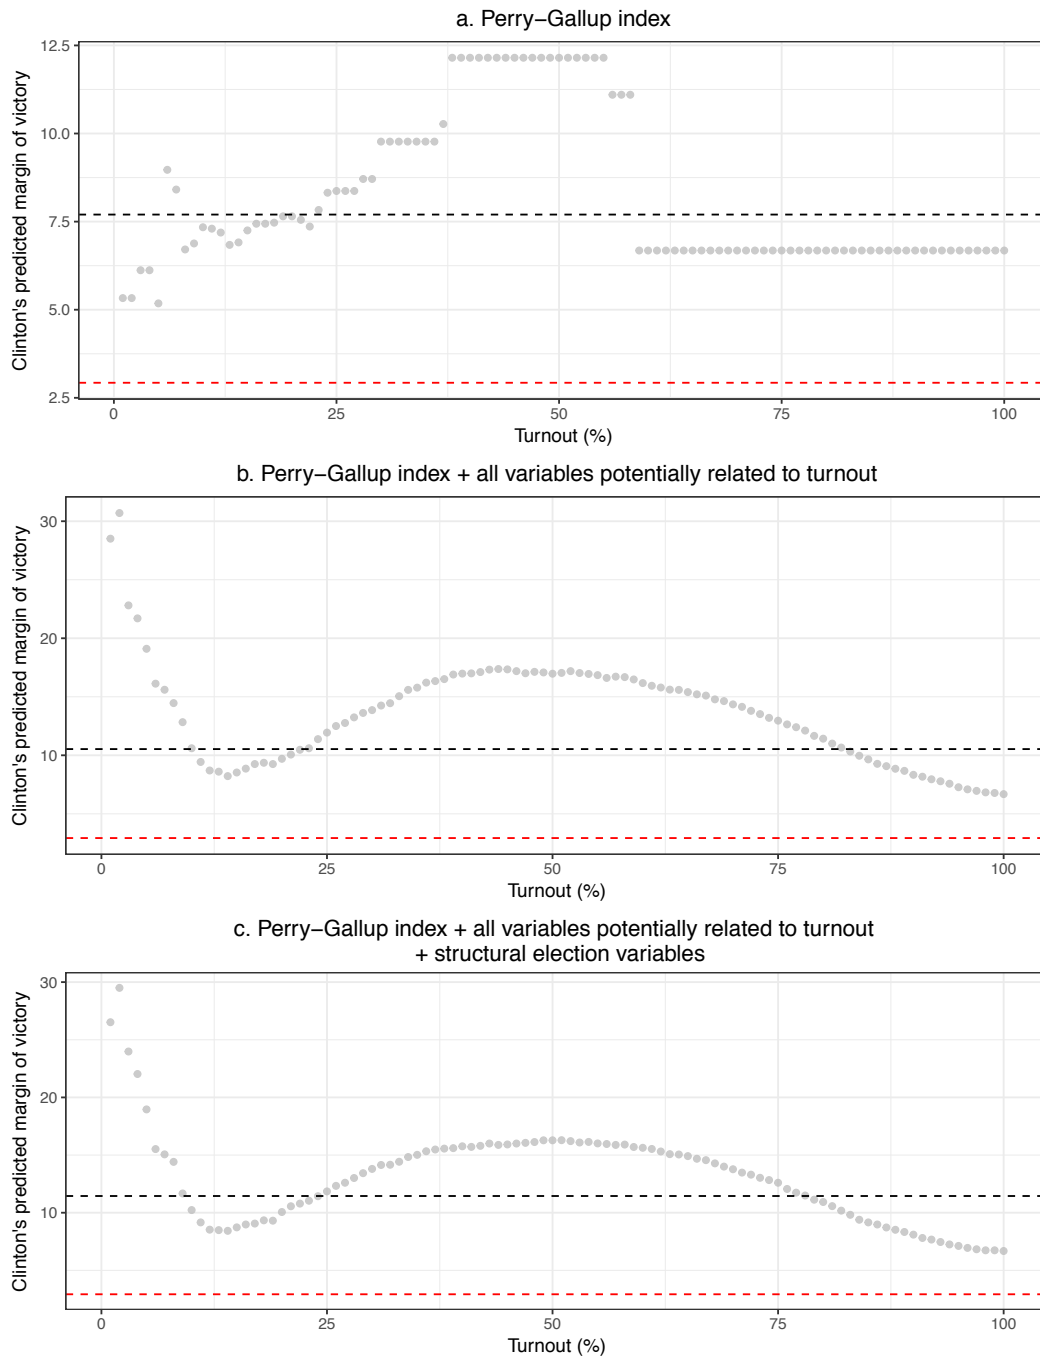 a. Perry−Gallup index
Clinton's predicted margin of victory
12.5
10.0
7.5
5.0
2.5
0 25 50 75 100
Turnout (%)
b. Perry−Gallup index + all variables potentially related to turnout
Clinton's predicted margin of victory
30
20
10
0 25 50 75 100
Turnout (%)
c. Perry−Gallup index + all variables potentially related to turnout
+ structural election variables
Clinton's predicted margin of victory
30
20
10
0 25 50 75 100
Turnout (%)